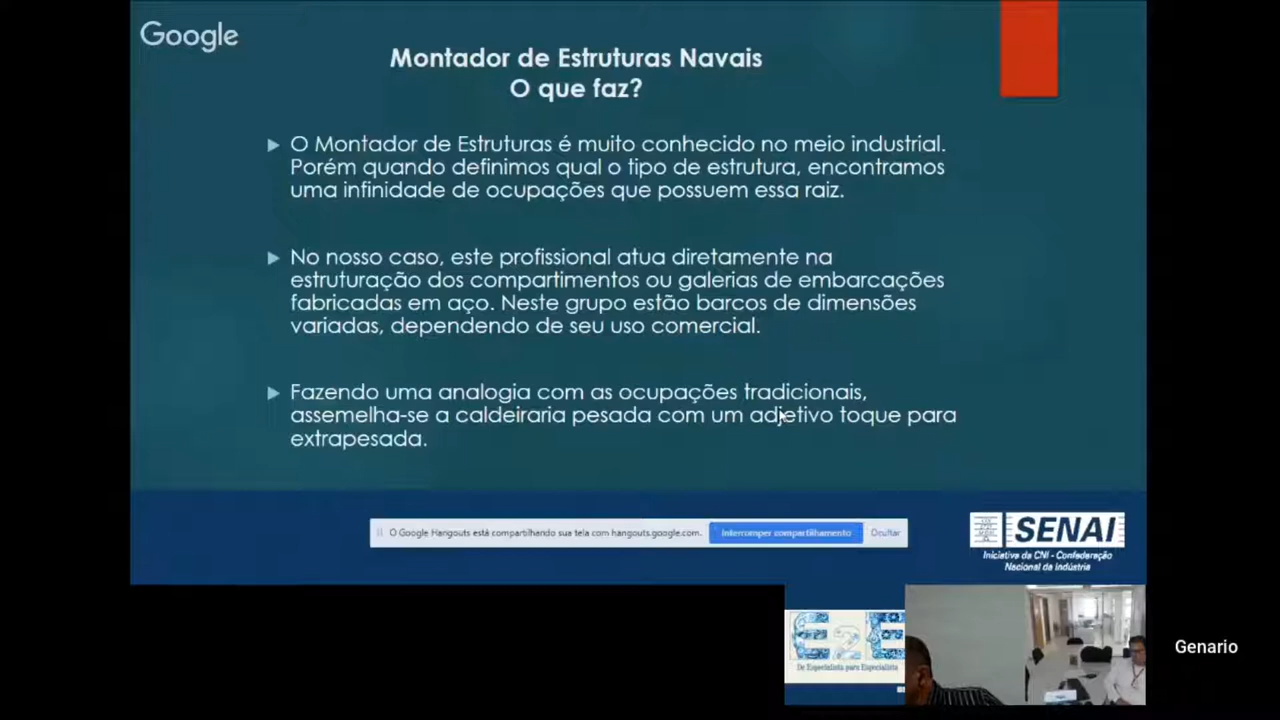 Google
Montador de Estruturas Navais
O que faz?
O Montador de Estruturas é muito conhecido no meio industrial.
Porém quando definimos qual o tipo de estrutura, encontramos
uma infinidade de ocupações que possuem essa raiz.
No nosso caso, este profissional atua diretamente na
estruturação dos compartimentos ou galerias de embarcações
fabricadas em aço. Neste grupo estão barcos de dimensões
variadas, dependendo de seu uso comercial.
Fazendo uma analogia com as ocupações tradicionais,
assemelha-se a caldeiraria pesada com um adjetivo toque para
extrapesada.
O Google Hangouts está compartilhando sua tela com hangouts.google.com. Interromper compartilhamento Ocultar
SENAI
Iniciativa da CNI - Confederação
Nacional da Indústria
E2E
De Especialista para Especialista
Genario